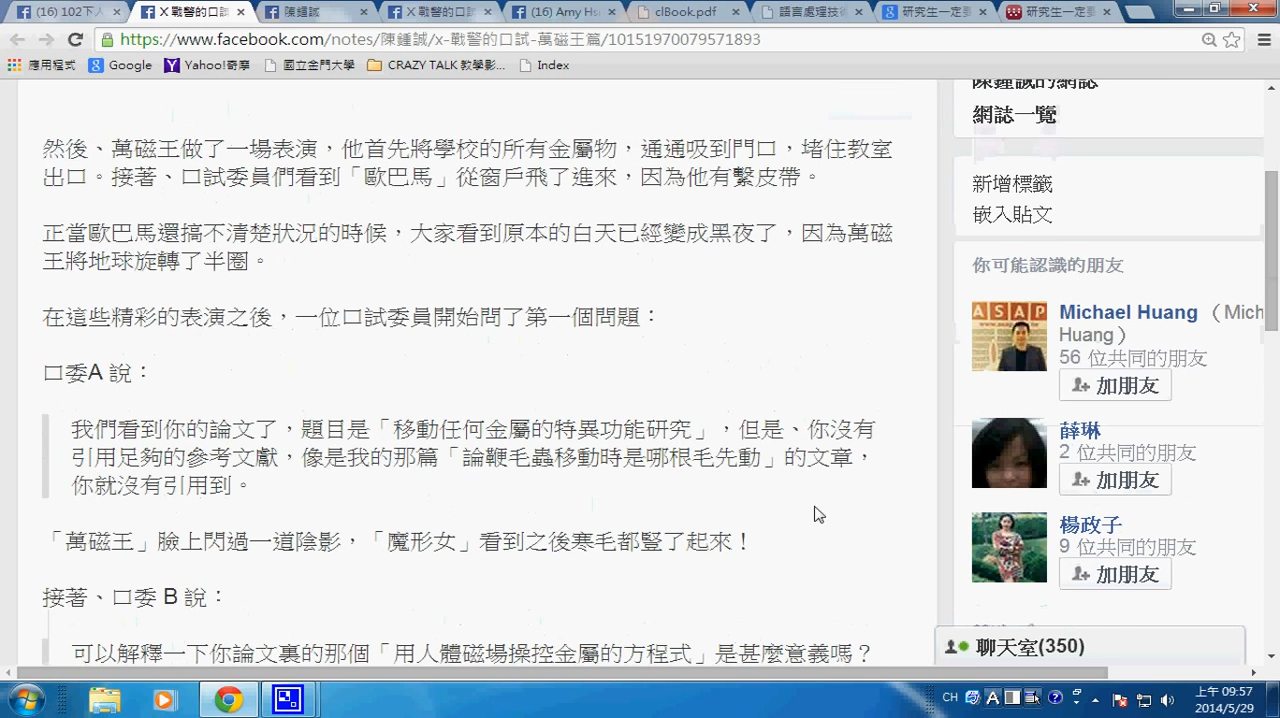 (16) 102下人
X 戰警的口試
陳鍾誠
X 戰警的口試
(16) Amy Hs
clBook.pdf
語言處理技術
研究生一定要
研究生一定要
https://www.facebook.com/notes/陳鍾誠/x-戰警的口試-萬磁王篇/10151970079571893
應用程式
Google
Yahoo!奇摩
國立金門大學
CRAZY TALK 教學影...
Index
然後、萬磁王做了一場表演，他首先將學校的所有金屬物，通通吸到門口，堵住教室
出口。接著、口試委員們看到「歐巴馬」從窗戶飛了進來，因為他有繫皮帶。
正當歐巴馬還搞不清楚狀況的時候，大家看到原本的白天已經變成黑夜了，因為萬磁
王將地球旋轉了半圈。
在這些精彩的表演之後，一位口試委員開始問了第一個問題：
口委A 說：
我們看到你的論文了，題目是「移動任何金屬的特異功能研究」，但是、你沒有
引用足夠的參考文獻，像是我的那篇「論鞭毛蟲移動時是哪根毛先動」的文章，
你就沒有引用到。
「萬磁王」臉上閃過一道陰影，「魔形女」看到之後寒毛都豎了起來！
接著、口委 B 說：
可以解釋一下你論文裏的那個「用人體磁場操控金屬的方程式」是甚麼意義嗎？
陳鍾誠的網誌
網誌一覽
新增標籤
嵌入貼文
你可能認識的朋友
ASAP
Michael Huang （Mich
Huang）
56 位共同的朋友
加朋友
薛琳
2 位共同的朋友
加朋友
楊政子
9 位共同的朋友
加朋友
聊天室(350)
CH
A
上午 09:57
2014/5/29